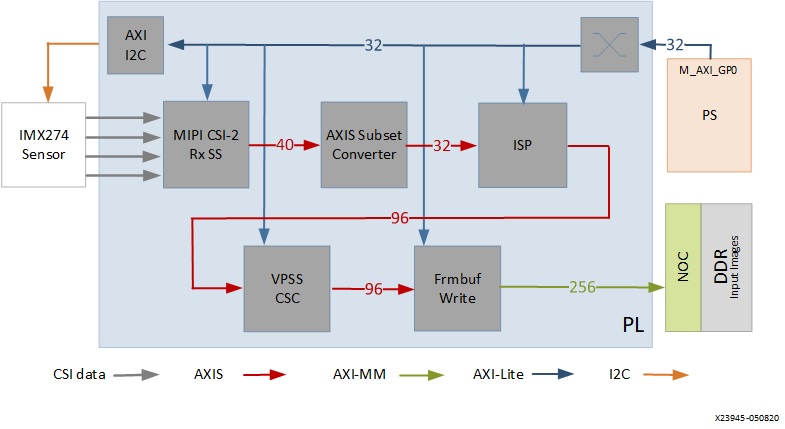 AXI
I2C
32
32
M_AXI_GP0
PS
IMX274
Sensor
MIPI CSI-2
Rx SS
40
AXIS Subset
Converter
32
ISP
96
VPSS
CSC
96
Frmbuf
Write
256
NOC
DDR
Input Images
PL
CSI data
AXIS
AXI-MM
AXI-Lite
I2C
X23945-050820